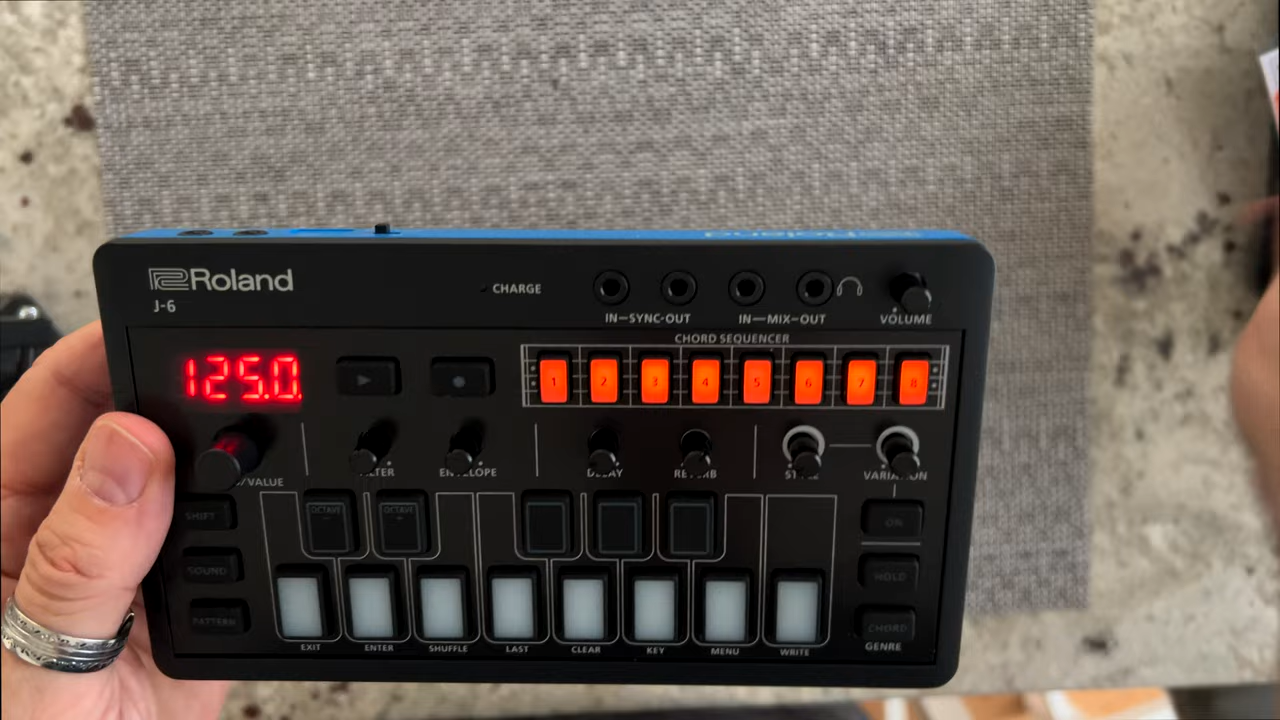 Roland
J-6
CHARGE
IN—SYNC-OUT
IN—MIX—OUT
VOLUME
CHORD SEQUENCER
125.0
1 2 3 4 5 6 7 8
/VALUE
DELAY
REVERB
VARIATION
ENVELOPE
OCTAVE −
OCTAVE +
SHIFT
ON
SOUND
HOLD
PATTERN
CHORD
EXIT
ENTER
SHUFFLE
LAST
CLEAR
KEY
MENU
WRITE
GENRE